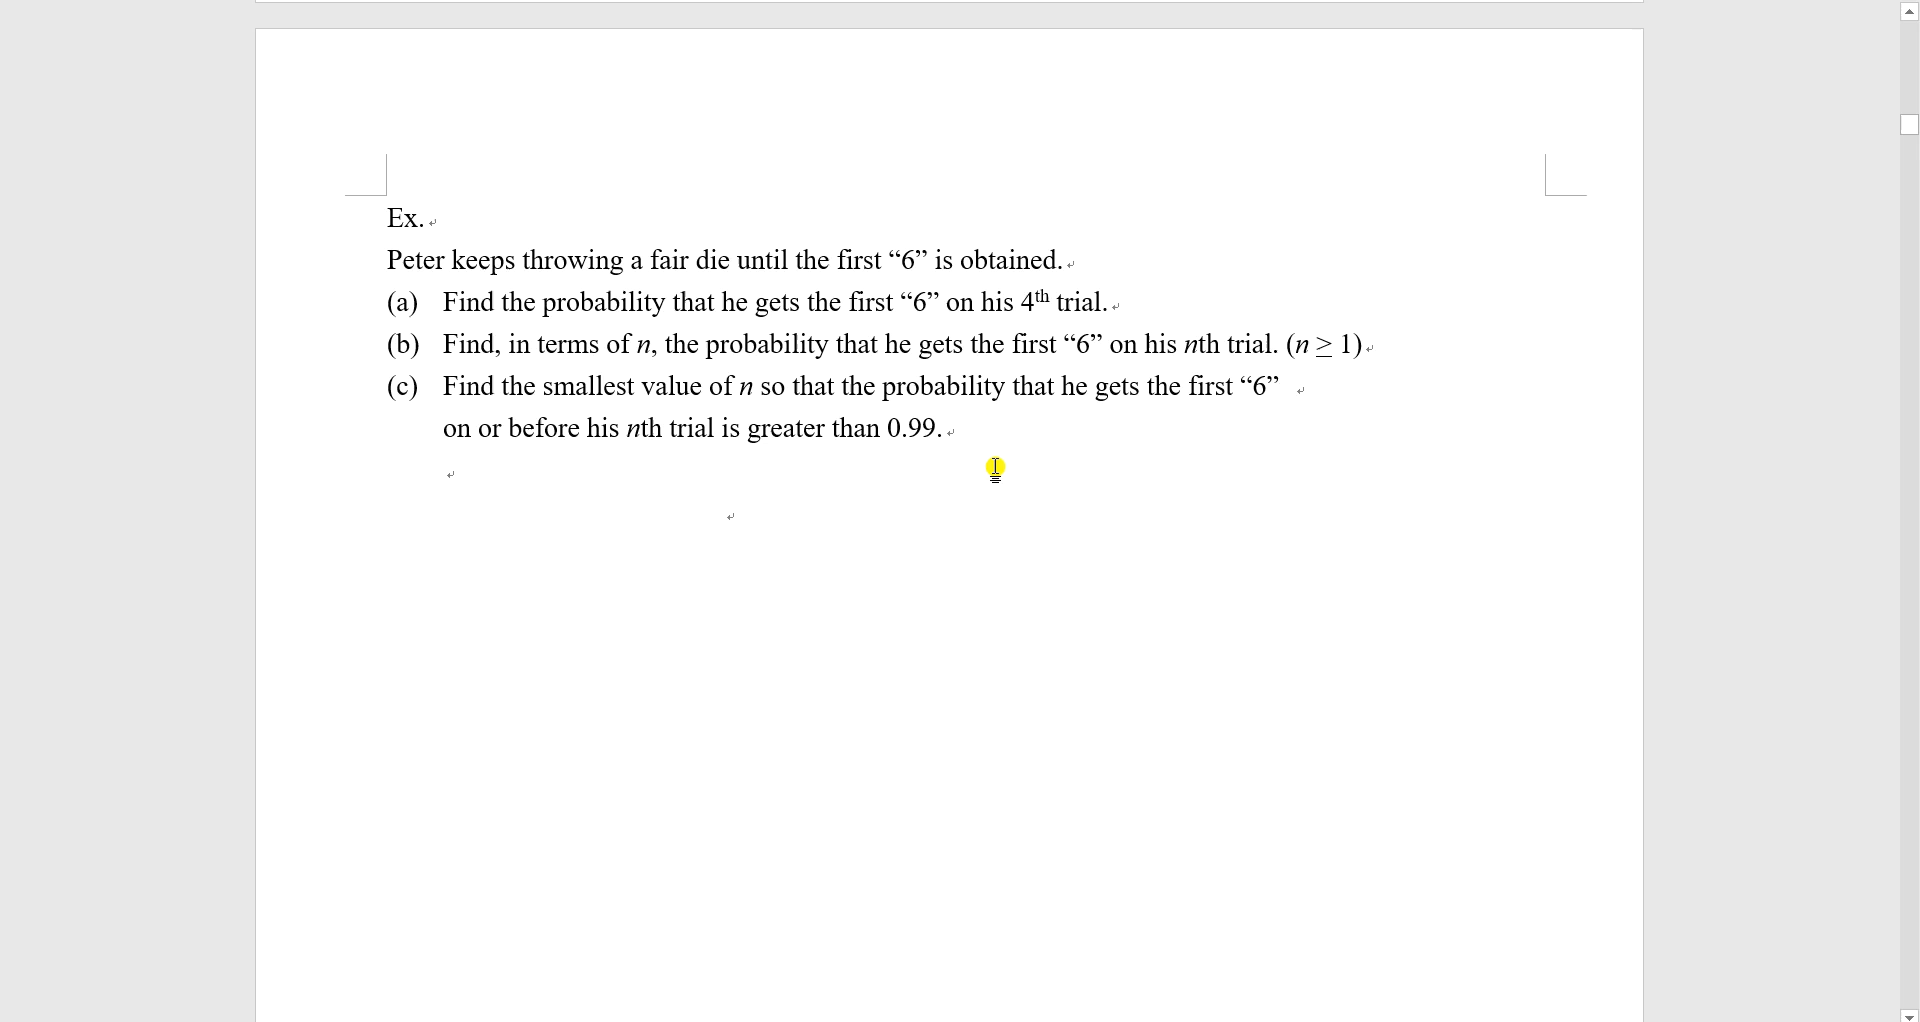 Ex.
Peter keeps throwing a fair die until the first “6” is obtained.
(a) Find the probability that he gets the first “6” on his 4th trial.
(b) Find, in terms of n, the probability that he gets the first “6” on his nth trial. (n ≥ 1)
(c) Find the smallest value of n so that the probability that he gets the first “6”
on or before his nth trial is greater than 0.99.